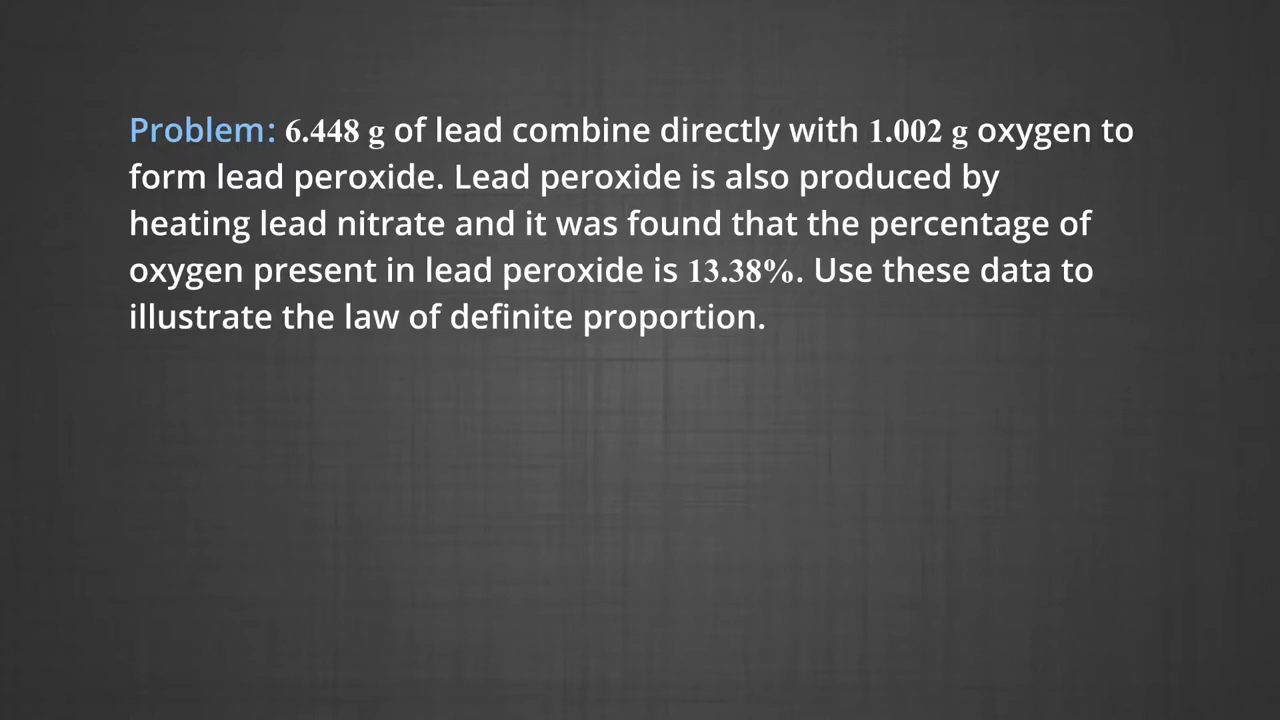 Problem: 6.448 g of lead combine directly with 1.002 g oxygen to
form lead peroxide. Lead peroxide is also produced by
heating lead nitrate and it was found that the percentage of
oxygen present in lead peroxide is 13.38%. Use these data to
illustrate the law of definite proportion.